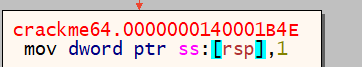 crackme64.0000000140001B4E
mov dword ptr ss:[rsp],1